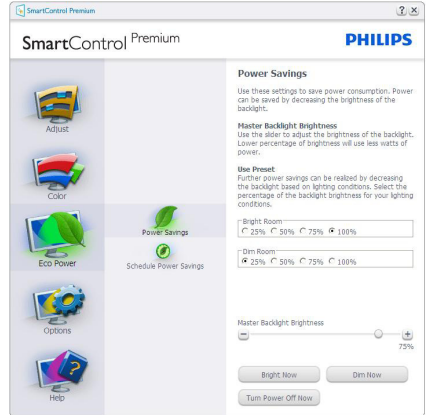 SmartControl Premium
? ×
SmartControl Premium
PHILIPS
Adjust
Color
Eco Power
Options
Help
Power Savings
Schedule Power Savings
Power Savings
Use these settings to save power consumption. Power
can be saved by decreasing the brightness of the
backlight.
Master Backlight Brightness
Use the slider to adjust the brightness of the backlight.
Lower percentage of brightness will use less watts of
power.
Use Preset
Further power savings can be realized by decreasing
the backlight based on lighting conditions. Select the
percentage of the backlight brightness for your lighting
conditions.
Bright Room
25% 50% 75% 100%
Dim Room
25% 50% 75% 100%
Master Backlight Brightness
75%
Bright Now Dim Now
Turn Power Off Now